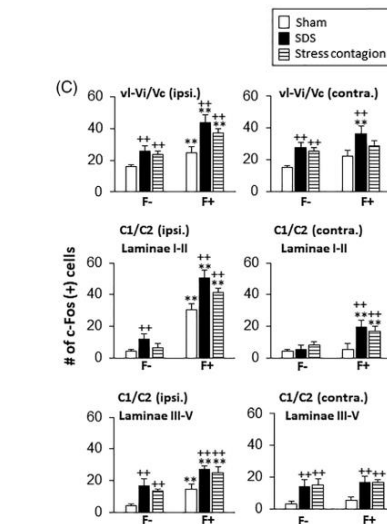 Sham
SDS
Stress contagion
(C)
vl-Vi/Vc (ipsi.)
vl-Vi/Vc (contra.)
60
40
20
0
++
++
**
++
**
++
**
F-
F+
60
40
20
0
++
++
++
**
F-
F+
# of c-Fos (+) cells
C1/C2 (ipsi.)
Laminae I-II
C1/C2 (contra.)
Laminae I-II
60
40
20
0
++
**
++
**
++
**
F-
F+
60
40
20
0
++
**
++
**
F-
F+
C1/C2 (ipsi.)
Laminae III-V
C1/C2 (contra.)
Laminae III-V
60
40
20
0
++
++
**
++
**
++
**
F-
F+
60
40
20
0
++
++
++
++
F-
F+